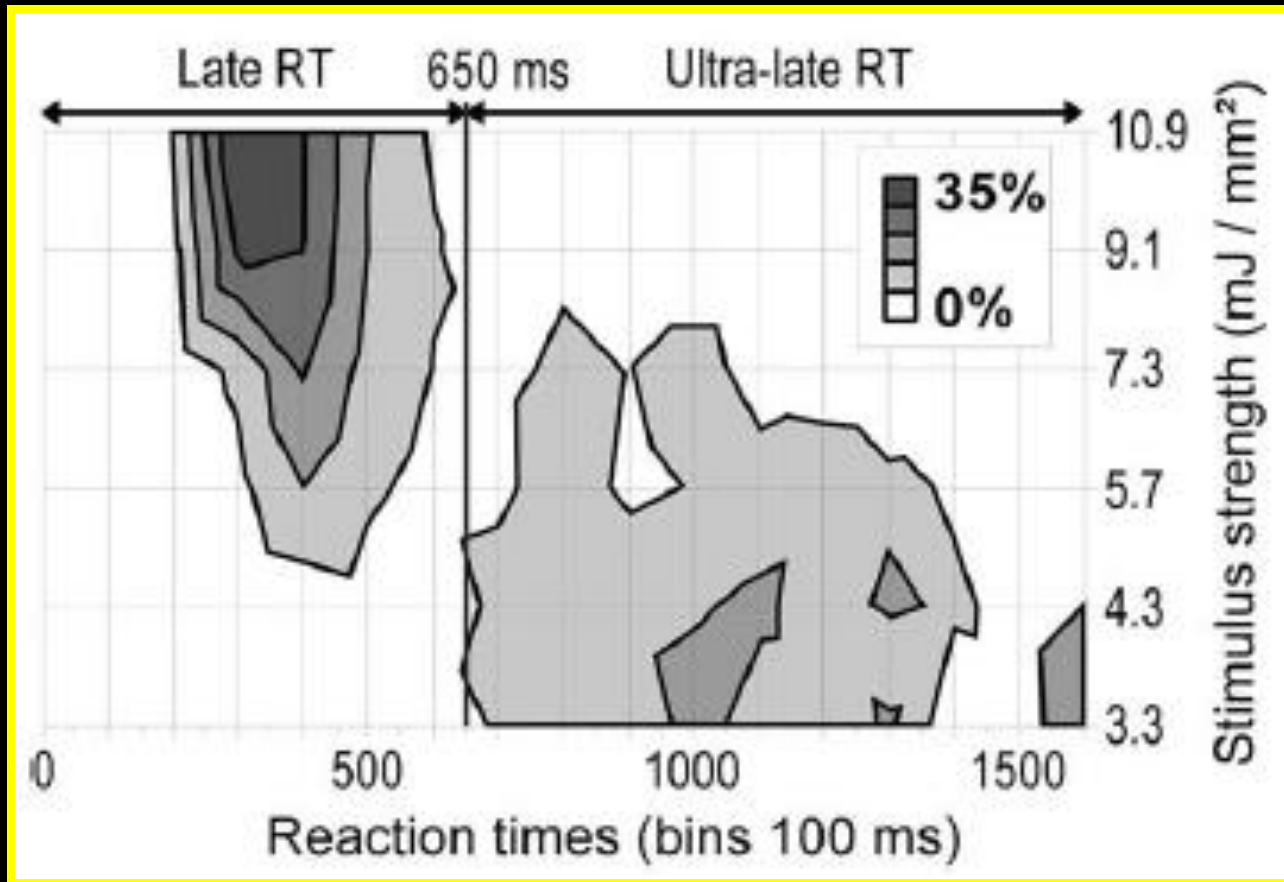 Late RT 650 ms Ultra-late RT
35%
0%
10.9
9.1
7.3
5.7
4.3
3.3
Stimulus strength (mJ / mm²)
00 500 1000 1500
Reaction times (bins 100 ms)